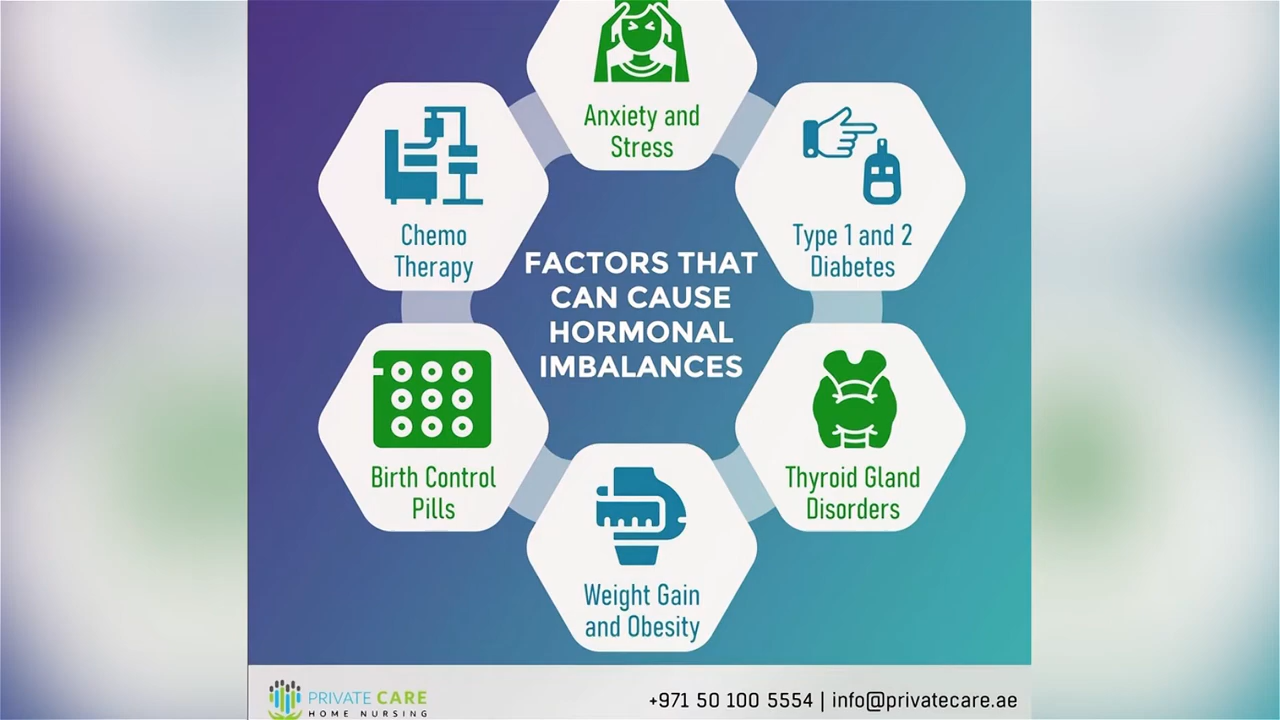 Anxiety and
Stress
Chemo
Therapy
Type 1 and 2
Diabetes
FACTORS THAT
CAN CAUSE
HORMONAL
IMBALANCES
Birth Control
Pills
Thyroid Gland
Disorders
Weight Gain
and Obesity
PRIVATE CARE
HOME NURSING
+971 50 100 5554 | info@privatecare.ae